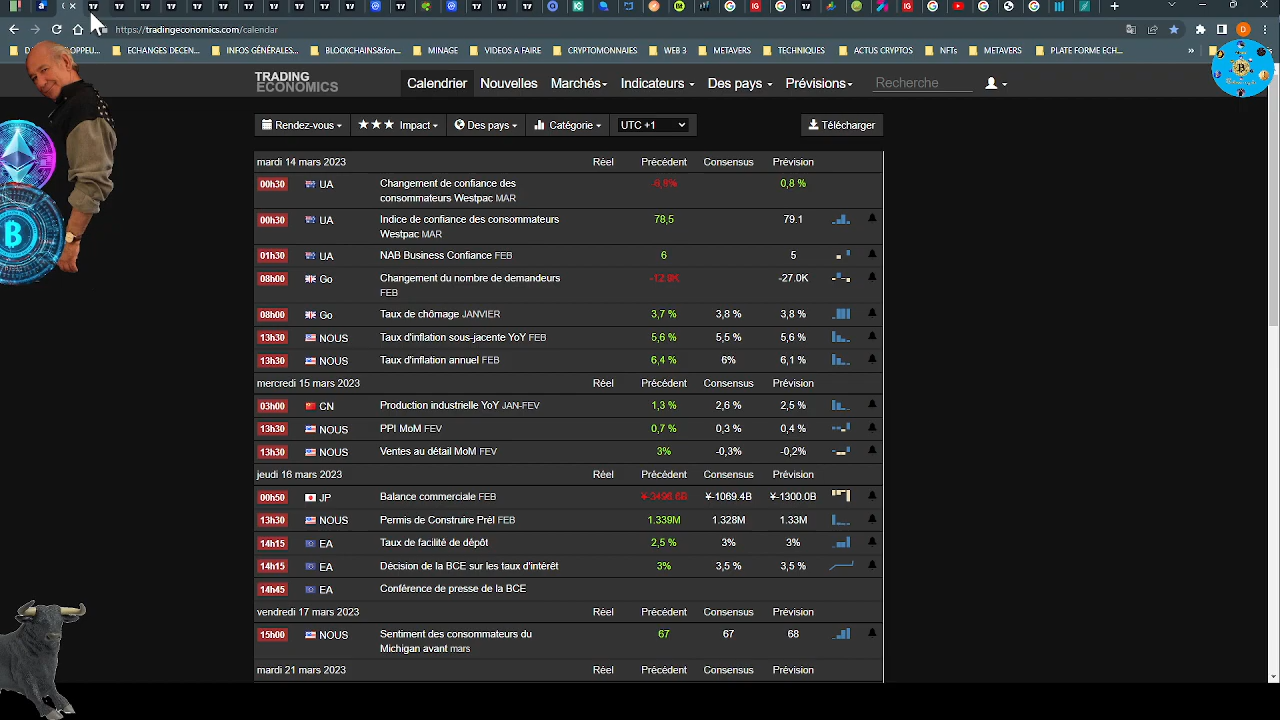 https://tradingeconomics.com/calendar
ECHANGES DECEN...
INFOS GÉNÉRALES...
BLOCKCHAINS&fon...
MINAGE
VIDEOS A FAIRE
CRYPTOMONNAIES
WEB 3
METAVERS
TECHNIQUES
ACTUS CRYPTOS
NFTs
METAVERS
PLATE FORME ECH...
»
TRADING
ECONOMICS
Calendrier
Nouvelles
Marchés
Indicateurs
Des pays
Prévisions
Recherche
Rendez-vous
Impact
Des pays
Catégorie
UTC +1
Télécharger
mardi 14 mars 2023 Réel Précédent Consensus Prévision
00h30 UA Changement de confiance des -6,8% 0,8 %
consommateurs Westpac MAR
00h30 UA Indice de confiance des consommateurs 78,5 79.1
Westpac MAR
01h30 UA NAB Business Confiance FEB 6 5
08h00 Go Changement du nombre de demandeurs -12.9K -27.0K
FEB
08h00 Go Taux de chômage JANVIER 3,7 % 3,8 % 3,8 %
13h30 NOUS Taux d'inflation sous-jacente YoY FEB 5,6 % 5,5 % 5,6 %
13h30 NOUS Taux d'inflation annuel FEB 6,4 % 6% 6,1 %
mercredi 15 mars 2023 Réel Précédent Consensus Prévision
03h00 CN Production industrielle YoY JAN-FEV 1,3 % 2,6 % 2,5 %
13h30 NOUS PPI MoM FEV 0,7 % 0,3 % 0,4 %
13h30 NOUS Ventes au détail MoM FEV 3% -0,3% -0,2%
jeudi 16 mars 2023 Réel Précédent Consensus Prévision
00h50 JP Balance commerciale FEB ¥-3496.6B ¥-1069.4B ¥-1300.0B
13h30 NOUS Permis de Construire Prél FEB 1.339M 1.328M 1.33M
14h15 EA Taux de facilité de dépôt 2,5 % 3% 3%
14h15 EA Décision de la BCE sur les taux d'intérêt 3% 3,5 % 3,5 %
14h45 EA Conférence de presse de la BCE
vendredi 17 mars 2023 Réel Précédent Consensus Prévision
15h00 NOUS Sentiment des consommateurs du 67 67 68
Michigan avant mars
mardi 21 mars 2023 Réel Précédent Consensus Prévision